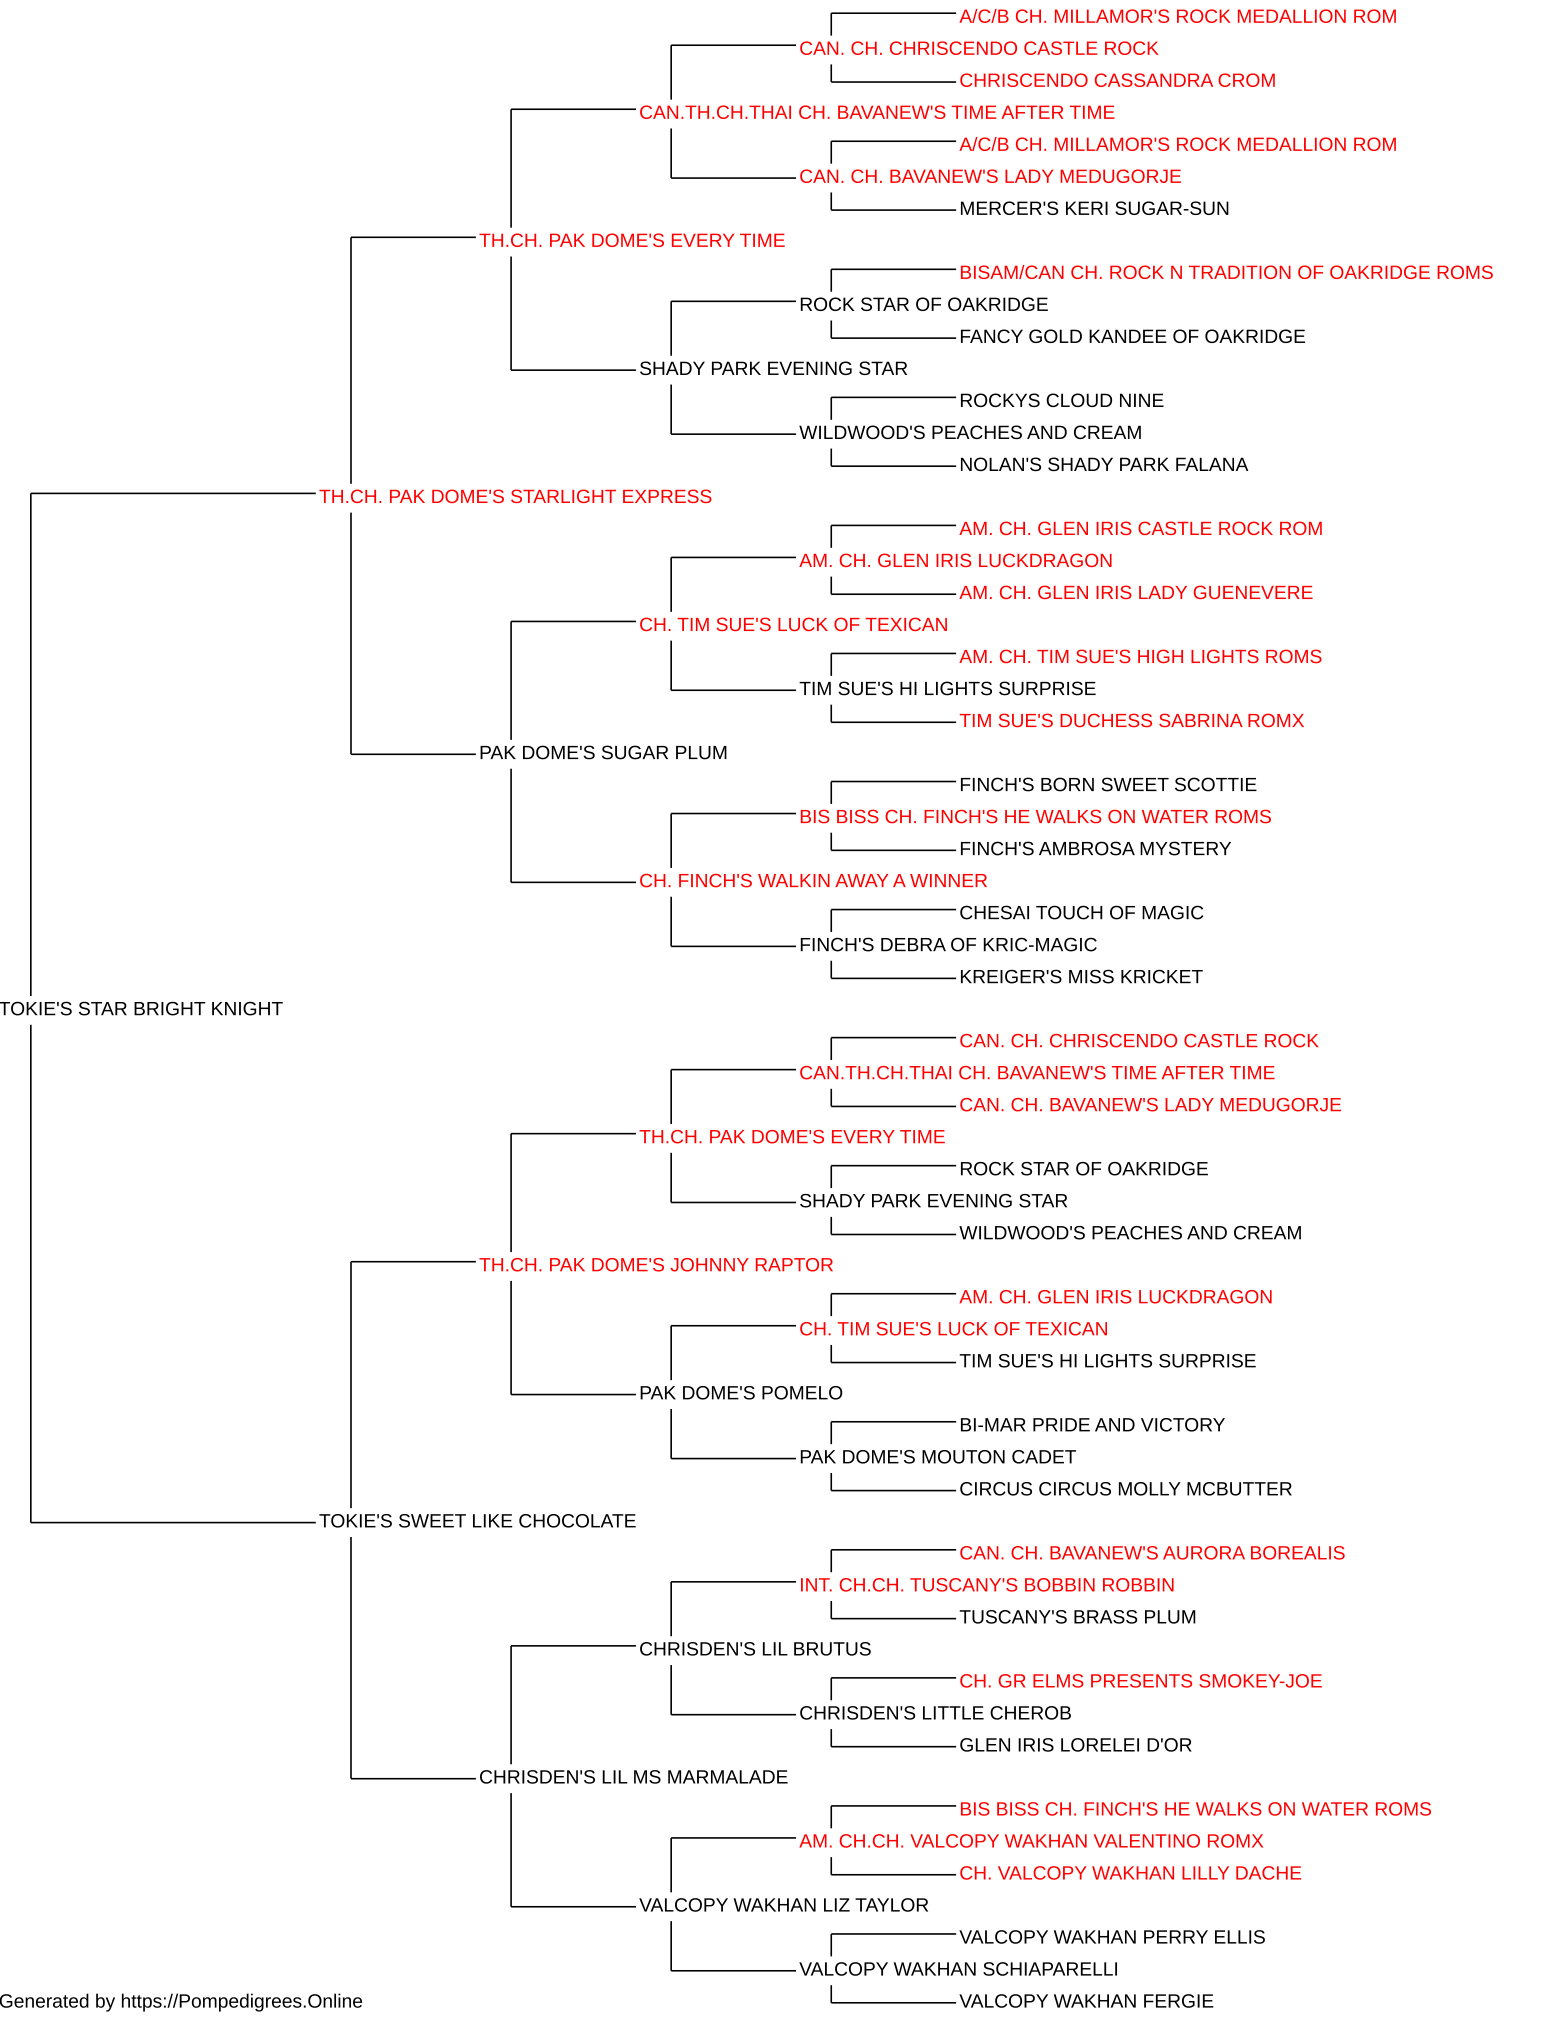 A/C/B CH. MILLAMOR'S ROCK MEDALLION ROM
CAN. CH. CHRISCENDO CASTLE ROCK
CHRISCENDO CASSANDRA CROM
CAN.TH.CH.THAI CH. BAVANEW'S TIME AFTER TIME
A/C/B CH. MILLAMOR'S ROCK MEDALLION ROM
CAN. CH. BAVANEW'S LADY MEDUGORJE
MERCER'S KERI SUGAR-SUN
TH.CH. PAK DOME'S EVERY TIME
BISAM/CAN CH. ROCK N TRADITION OF OAKRIDGE ROMS
ROCK STAR OF OAKRIDGE
FANCY GOLD KANDEE OF OAKRIDGE
SHADY PARK EVENING STAR
ROCKYS CLOUD NINE
WILDWOOD'S PEACHES AND CREAM
NOLAN'S SHADY PARK FALANA
TH.CH. PAK DOME'S STARLIGHT EXPRESS
AM. CH. GLEN IRIS CASTLE ROCK ROM
AM. CH. GLEN IRIS LUCKDRAGON
AM. CH. GLEN IRIS LADY GUENEVERE
CH. TIM SUE'S LUCK OF TEXICAN
AM. CH. TIM SUE'S HIGH LIGHTS ROMS
TIM SUE'S HI LIGHTS SURPRISE
TIM SUE'S DUCHESS SABRINA ROMX
PAK DOME'S SUGAR PLUM
FINCH'S BORN SWEET SCOTTIE
BIS BISS CH. FINCH'S HE WALKS ON WATER ROMS
FINCH'S AMBROSA MYSTERY
CH. FINCH'S WALKIN AWAY A WINNER
CHESAI TOUCH OF MAGIC
FINCH'S DEBRA OF KRIC-MAGIC
KREIGER'S MISS KRICKET
TOKIE'S STAR BRIGHT KNIGHT
CAN. CH. CHRISCENDO CASTLE ROCK
CAN.TH.CH.THAI CH. BAVANEW'S TIME AFTER TIME
CAN. CH. BAVANEW'S LADY MEDUGORJE
TH.CH. PAK DOME'S EVERY TIME
ROCK STAR OF OAKRIDGE
SHADY PARK EVENING STAR
WILDWOOD'S PEACHES AND CREAM
TH.CH. PAK DOME'S JOHNNY RAPTOR
AM. CH. GLEN IRIS LUCKDRAGON
CH. TIM SUE'S LUCK OF TEXICAN
TIM SUE'S HI LIGHTS SURPRISE
PAK DOME'S POMELO
BI-MAR PRIDE AND VICTORY
PAK DOME'S MOUTON CADET
CIRCUS CIRCUS MOLLY MCBUTTER
TOKIE'S SWEET LIKE CHOCOLATE
CAN. CH. BAVANEW'S AURORA BOREALIS
INT. CH.CH. TUSCANY'S BOBBIN ROBBIN
TUSCANY'S BRASS PLUM
CHRISDEN'S LIL BRUTUS
CH. GR ELMS PRESENTS SMOKEY-JOE
CHRISDEN'S LITTLE CHEROB
GLEN IRIS LORELEI D'OR
CHRISDEN'S LIL MS MARMALADE
BIS BISS CH. FINCH'S HE WALKS ON WATER ROMS
AM. CH.CH. VALCOPY WAKHAN VALENTINO ROMX
CH. VALCOPY WAKHAN LILLY DACHE
VALCOPY WAKHAN LIZ TAYLOR
VALCOPY WAKHAN PERRY ELLIS
VALCOPY WAKHAN SCHIAPARELLI
VALCOPY WAKHAN FERGIE
Generated by https://Pompedigrees.Online